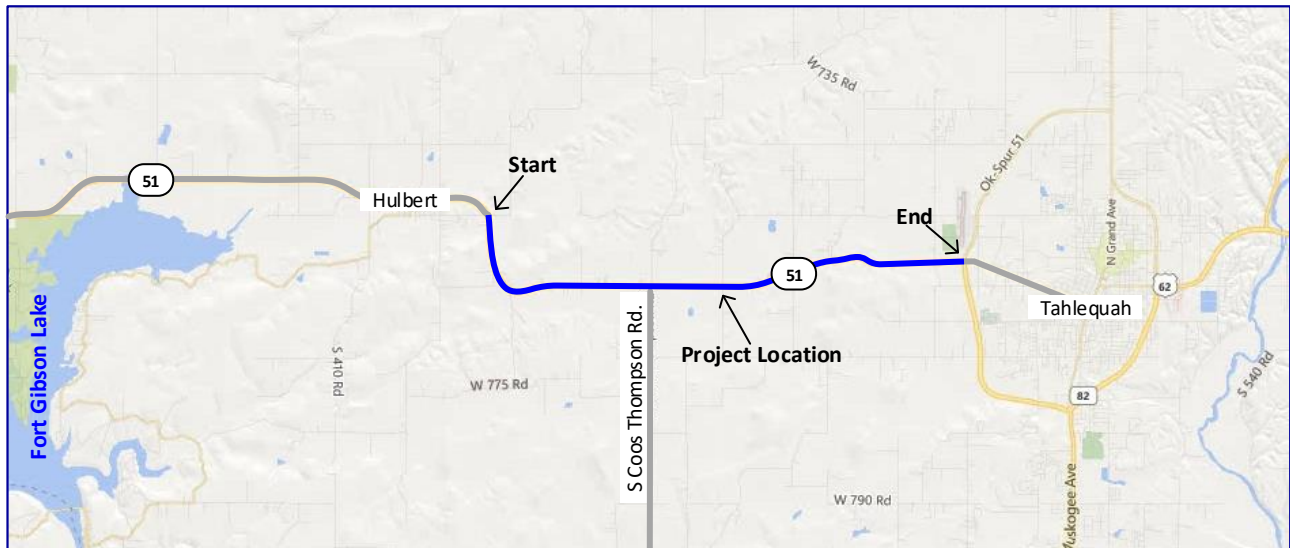 W 735 Rd
Ok-Spur 51
Start
51
Hulbert
End
N Grand Ave
51
62
Tahlequah
Fort Gibson Lake
S 410 Rd
W 775 Rd
S Coos Thompson Rd.
Project Location
S 540 Rd
82
W 790 Rd
Muskogee Ave